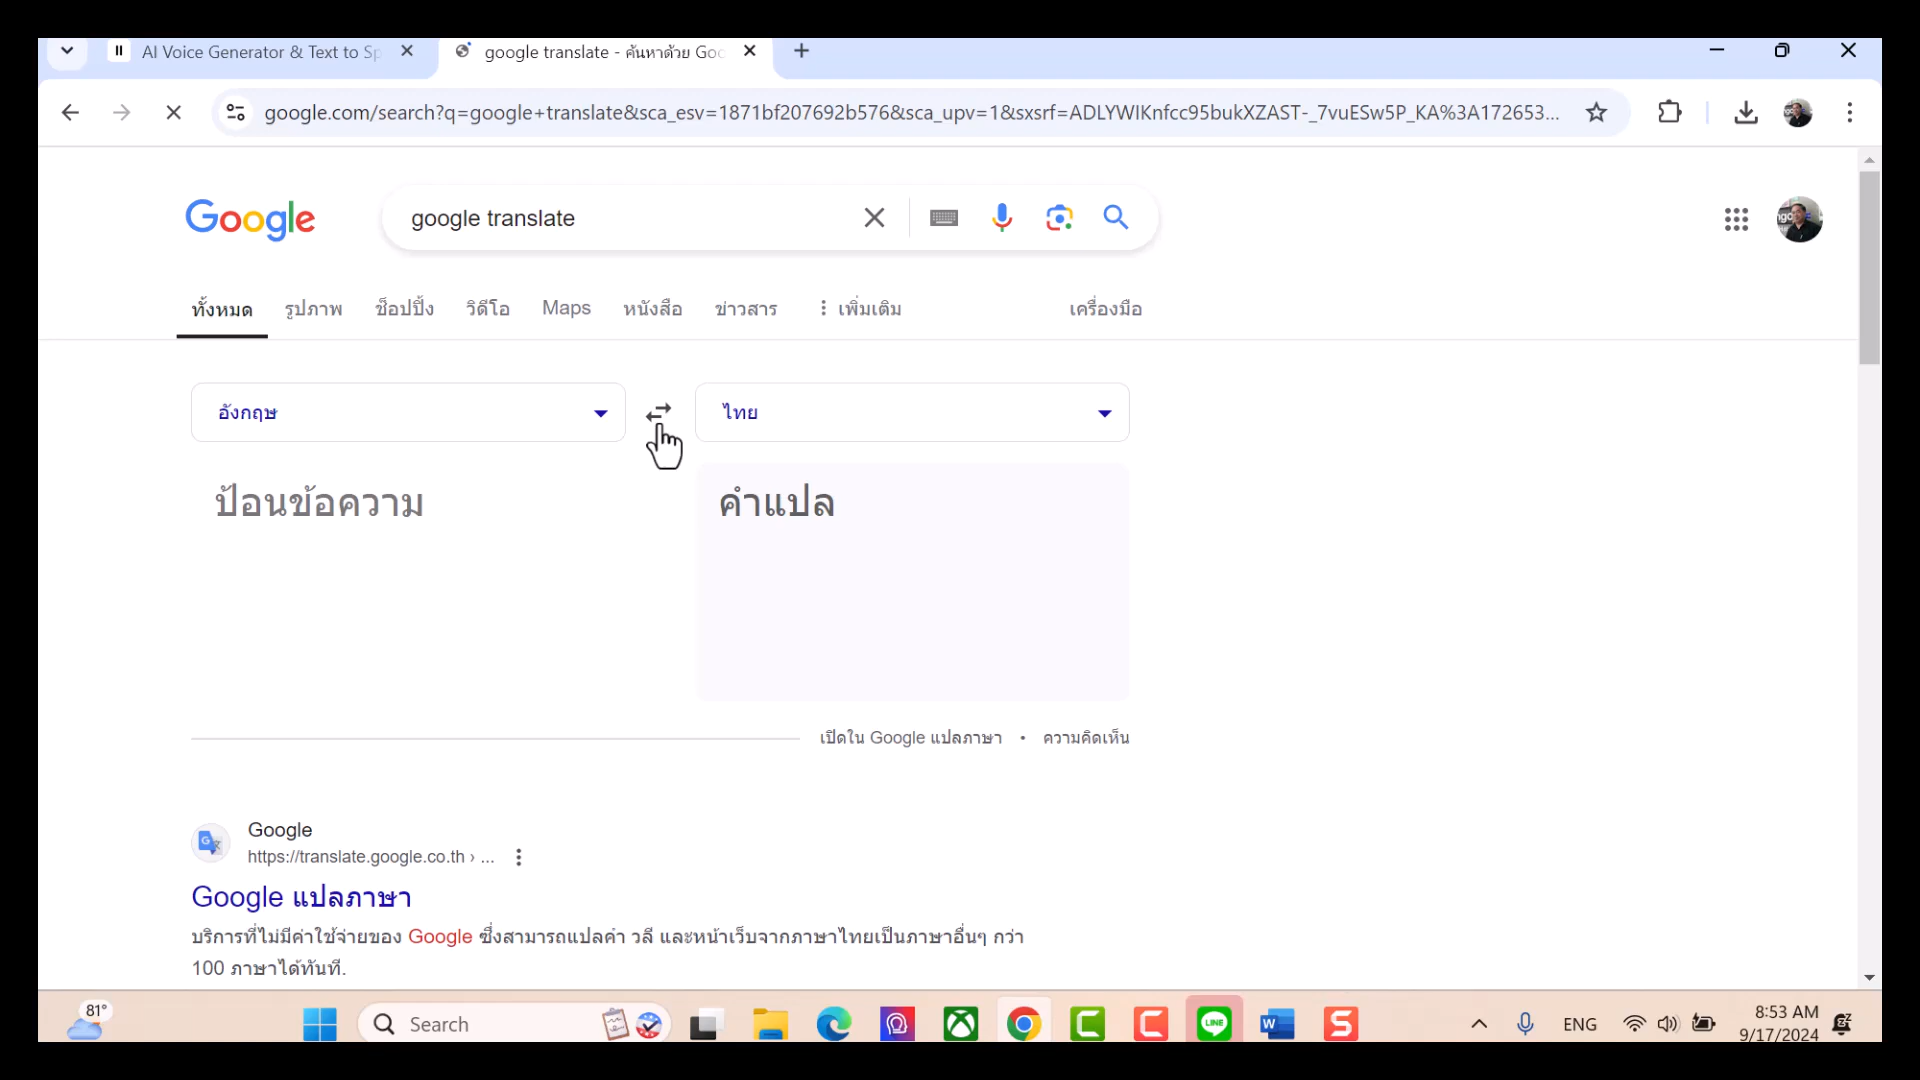 AI Voice Generator & Text to Sp
google translate - ค้นหาด้วย Goo
google.com/search?q=google+translate&sca_esv=1871bf207692b576&sca_upv=1&sxsrf=ADLYWIKnfcc95bukXZAST-_7vuESw5P_KA%3A172653...
Google
google translate
ทั้งหมด รูปภาพ ช็อปปิ้ง วิดีโอ Maps หนังสือ ข่าวสาร เพิ่มเติม เครื่องมือ
อังกฤษ ไทย
ป้อนข้อความ คำแปล
เปิดใน Google แปลภาษา • ความคิดเห็น
Google
https://translate.google.co.th › ...
Google แปลภาษา
บริการที่ไม่มีค่าใช้จ่ายของ Google ซึ่งสามารถแปลคำ วลี และหน้าเว็บจากภาษาไทยเป็นภาษาอื่นๆ กว่า
100 ภาษาได้ทันที.
81°
Search
LINE
ENG
8:53 AM
9/17/2024